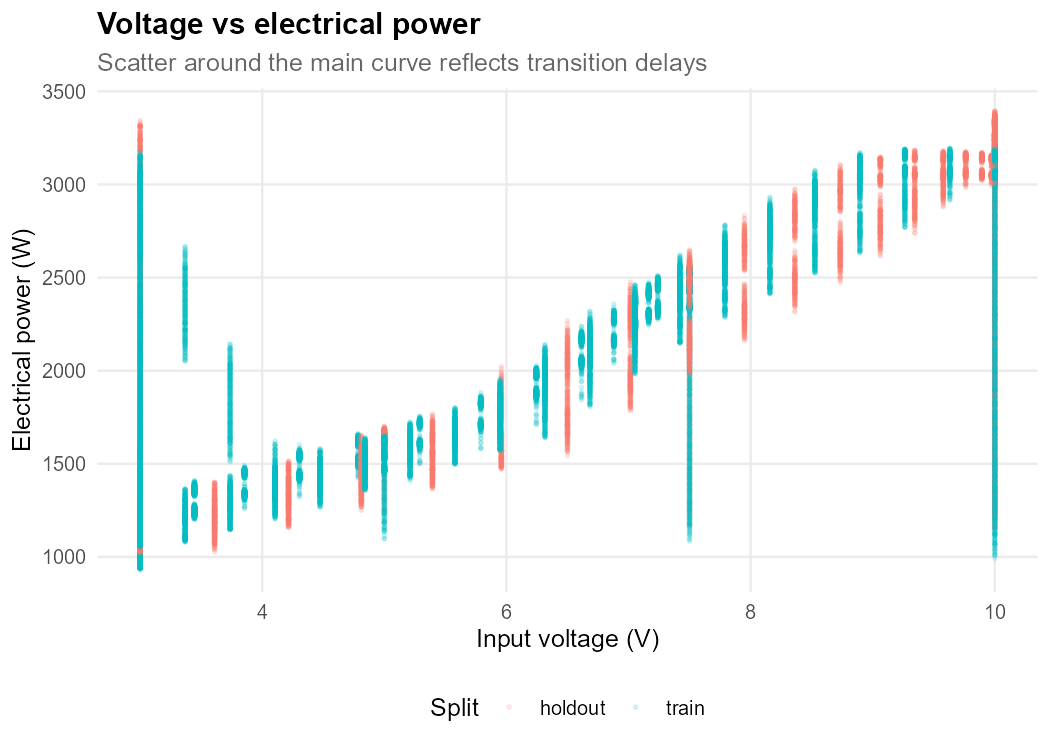 Voltage vs electrical power
Scatter around the main curve reflects transition delays
3500
3000
2500
2000
1500
1000
Electrical power (W)
4 6 8 10
Input voltage (V)
Split holdout train